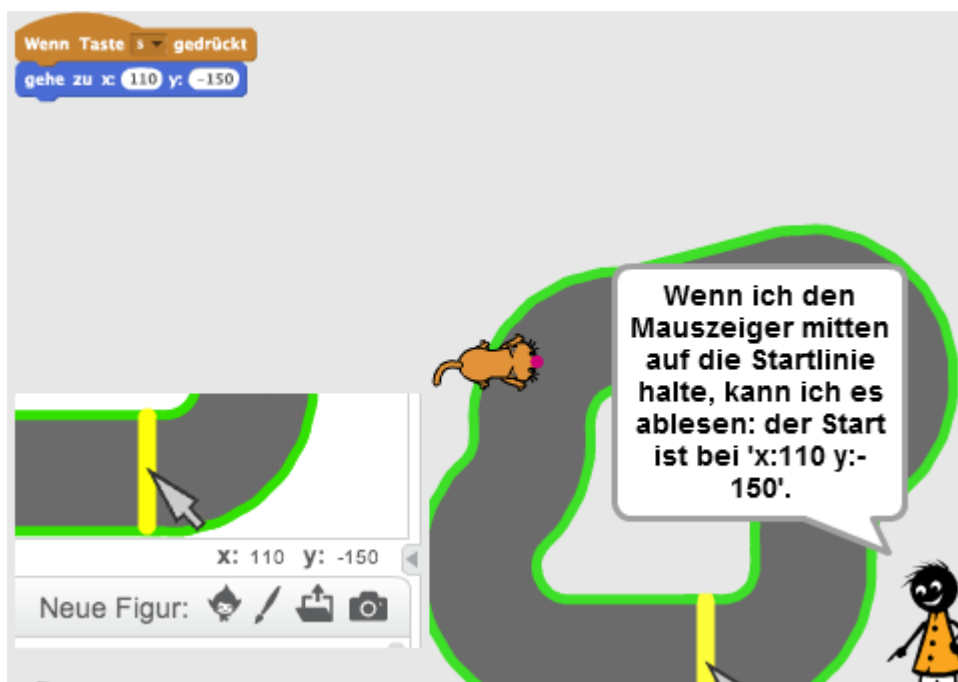 Wenn Taste s gedrückt
gehe zu x: 110 y: -150
Wenn ich den
Mauszeiger mitten
auf die Startlinie
halte, kann ich es
ablesen: der Start
ist bei 'x:110 y:-
150'.
x: 110 y: -150
Neue Figur: